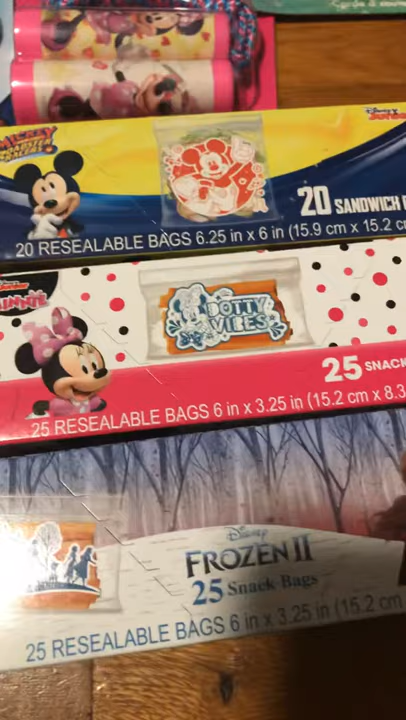 MICKEY
Disney
JUNIOR
20 SANDWICH
20 RESEALABLE BAGS 6.25 in x 6 in (15.9 cm x 15.2 c
MINNIE
DOTTY
VIBES
25 SNACK
25 RESEALABLE BAGS 6 in x 3.25 in (15.2 cm x 8.3
Disney
FROZEN II
25 Snack Bags
25 RESEALABLE BAGS 6 in x 3.25 in (15.2 cm